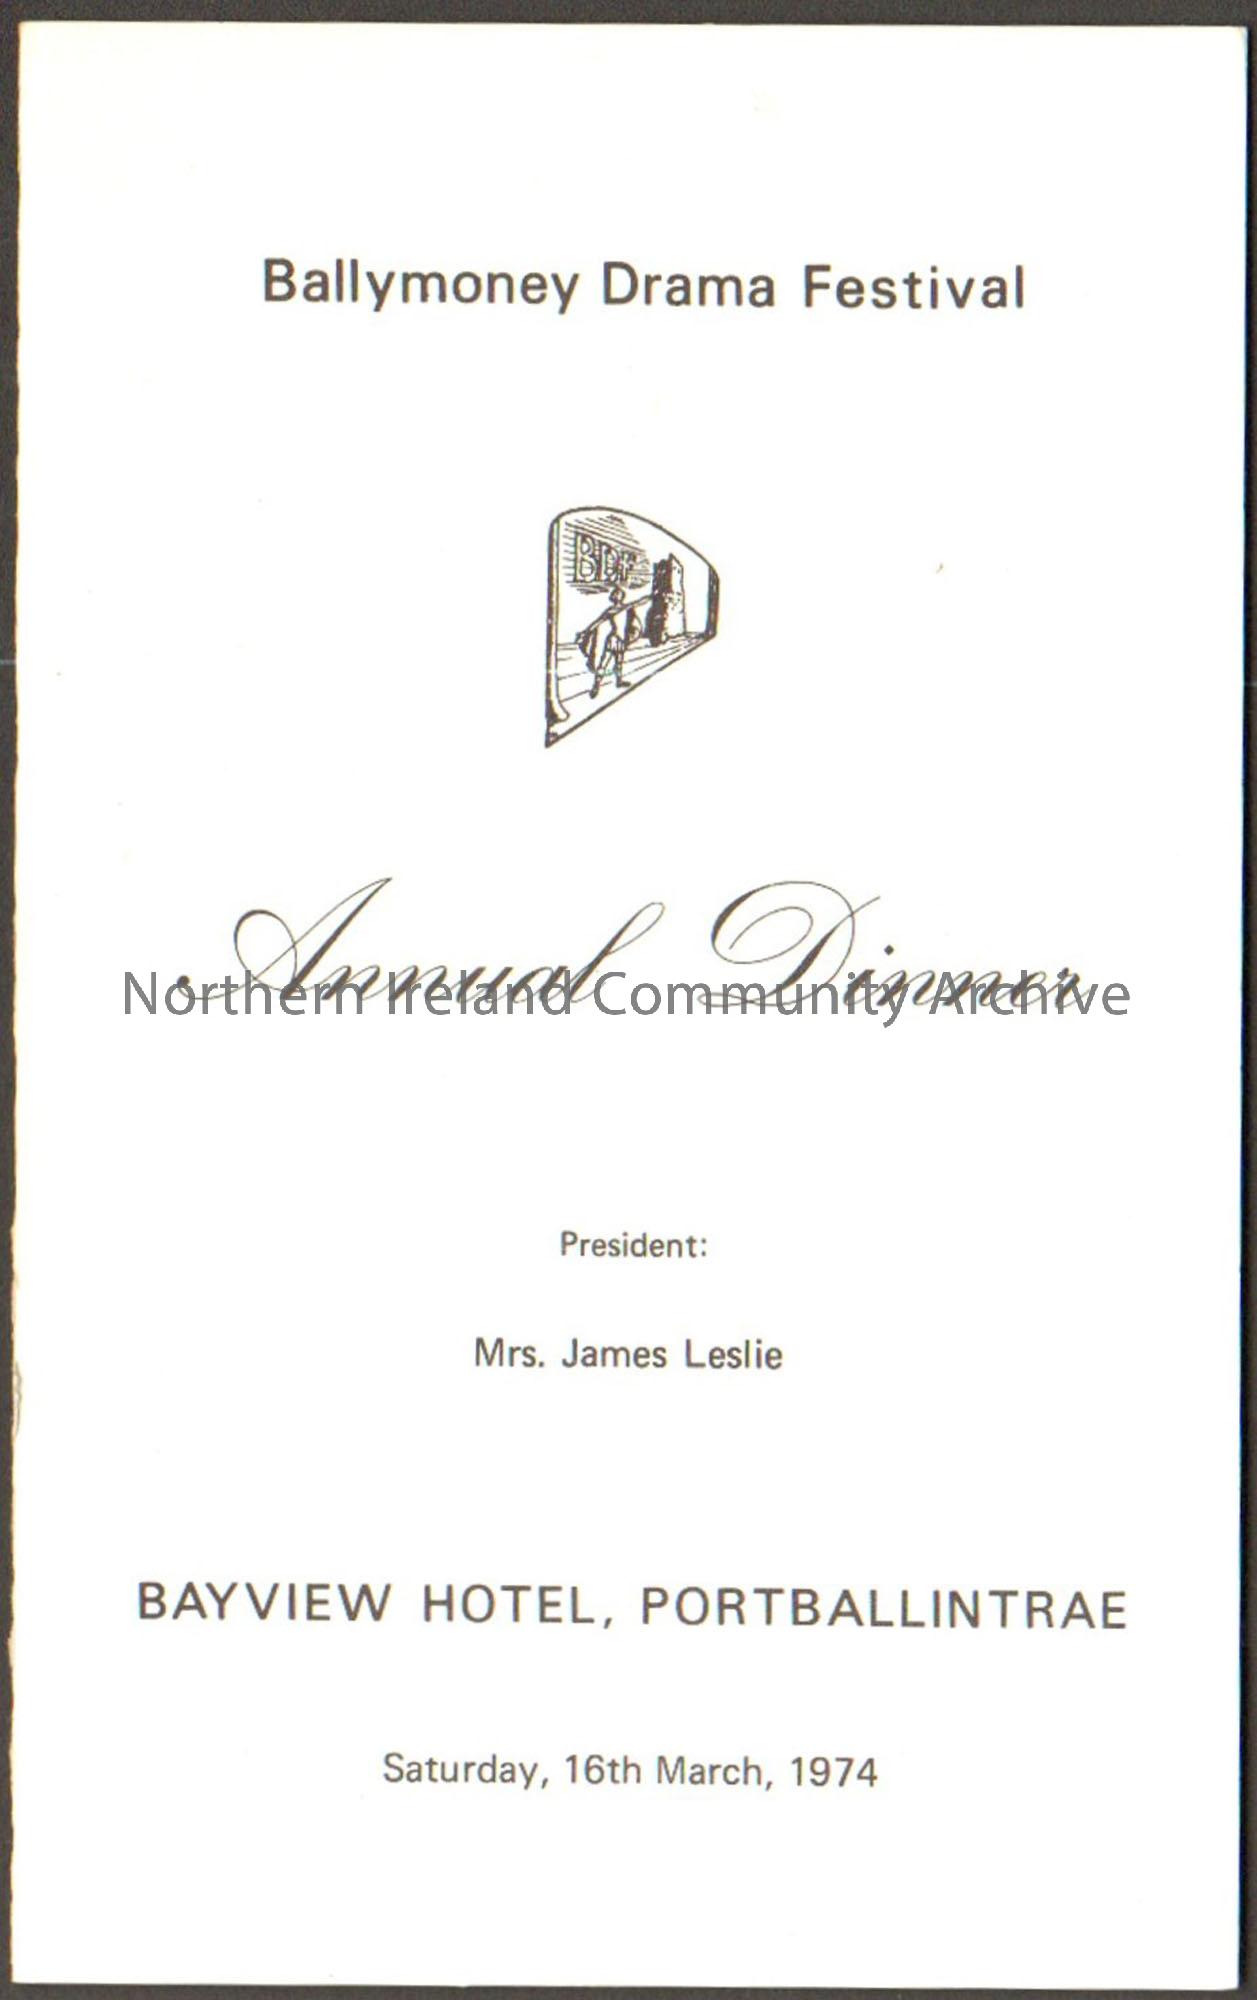 Ballymoney Drama Festival
BDF
Annual Dinner
Northern Ireland Community Archive
President:
Mrs. James Leslie
BAYVIEW HOTEL, PORTBALLINTRAE
Saturday, 16th March, 1974